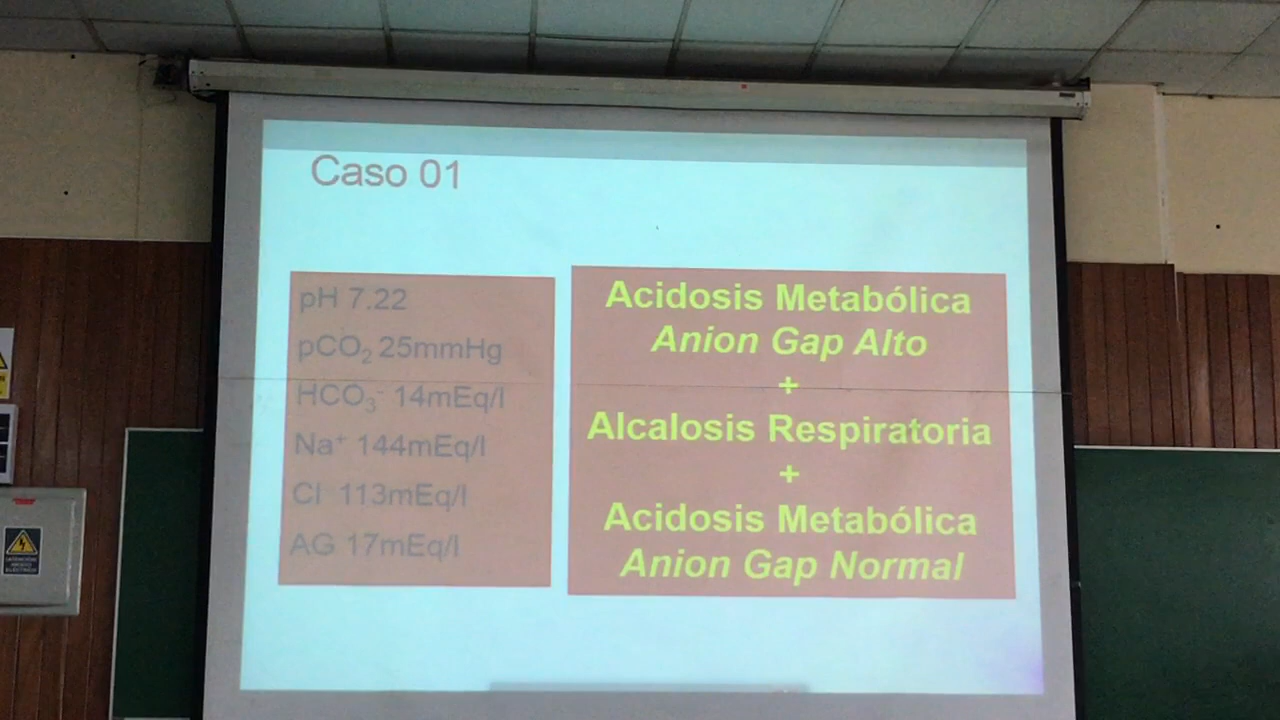 Caso 01
pH 7.22
pCO₂ 25mmHg
HCO₃⁻ 14mEq/l
Na⁺ 144mEq/l
Cl⁻ 113mEq/l
AG 17mEq/l
Acidosis Metabólica
Anion Gap Alto
+
Alcalosis Respiratoria
+
Acidosis Metabólica
Anion Gap Normal